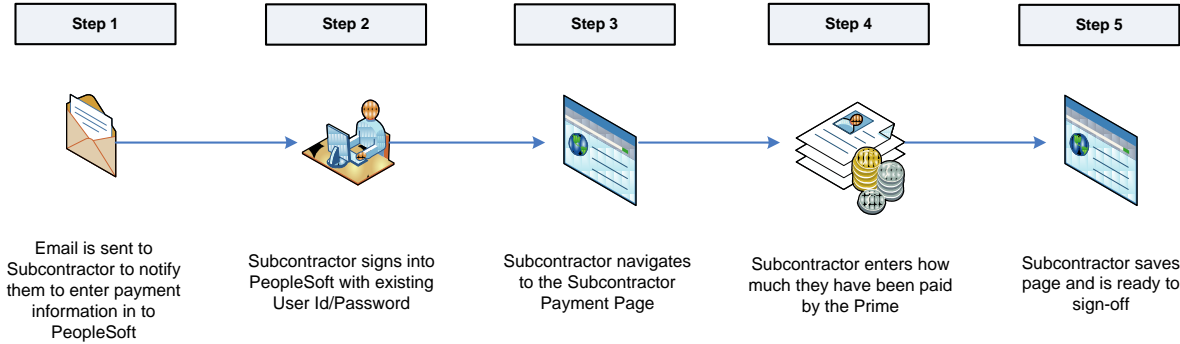 Step 1
Step 2
Step 3
Step 4
Step 5
Email is sent to
Subcontractor to notify
them to enter payment
information in to
PeopleSoft
Subcontractor signs into
PeopleSoft with existing
User Id/Password
Subcontractor navigates
to the Subcontractor
Payment Page
Subcontractor enters how
much they have been paid
by the Prime
Subcontractor saves
page and is ready to
sign-off